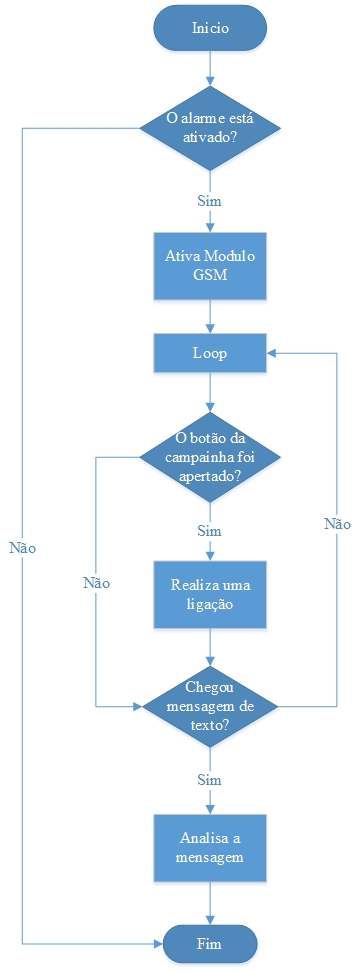 Inicio
O alarme está
ativado?
Sim
Ativa Modulo
GSM
Loop
O botão da
campainha foi
apertado?
Sim
Não
Não
Não
Realiza uma
ligação
Chegou
mensagem de
texto?
Sim
Analisa a
mensagem
Fim